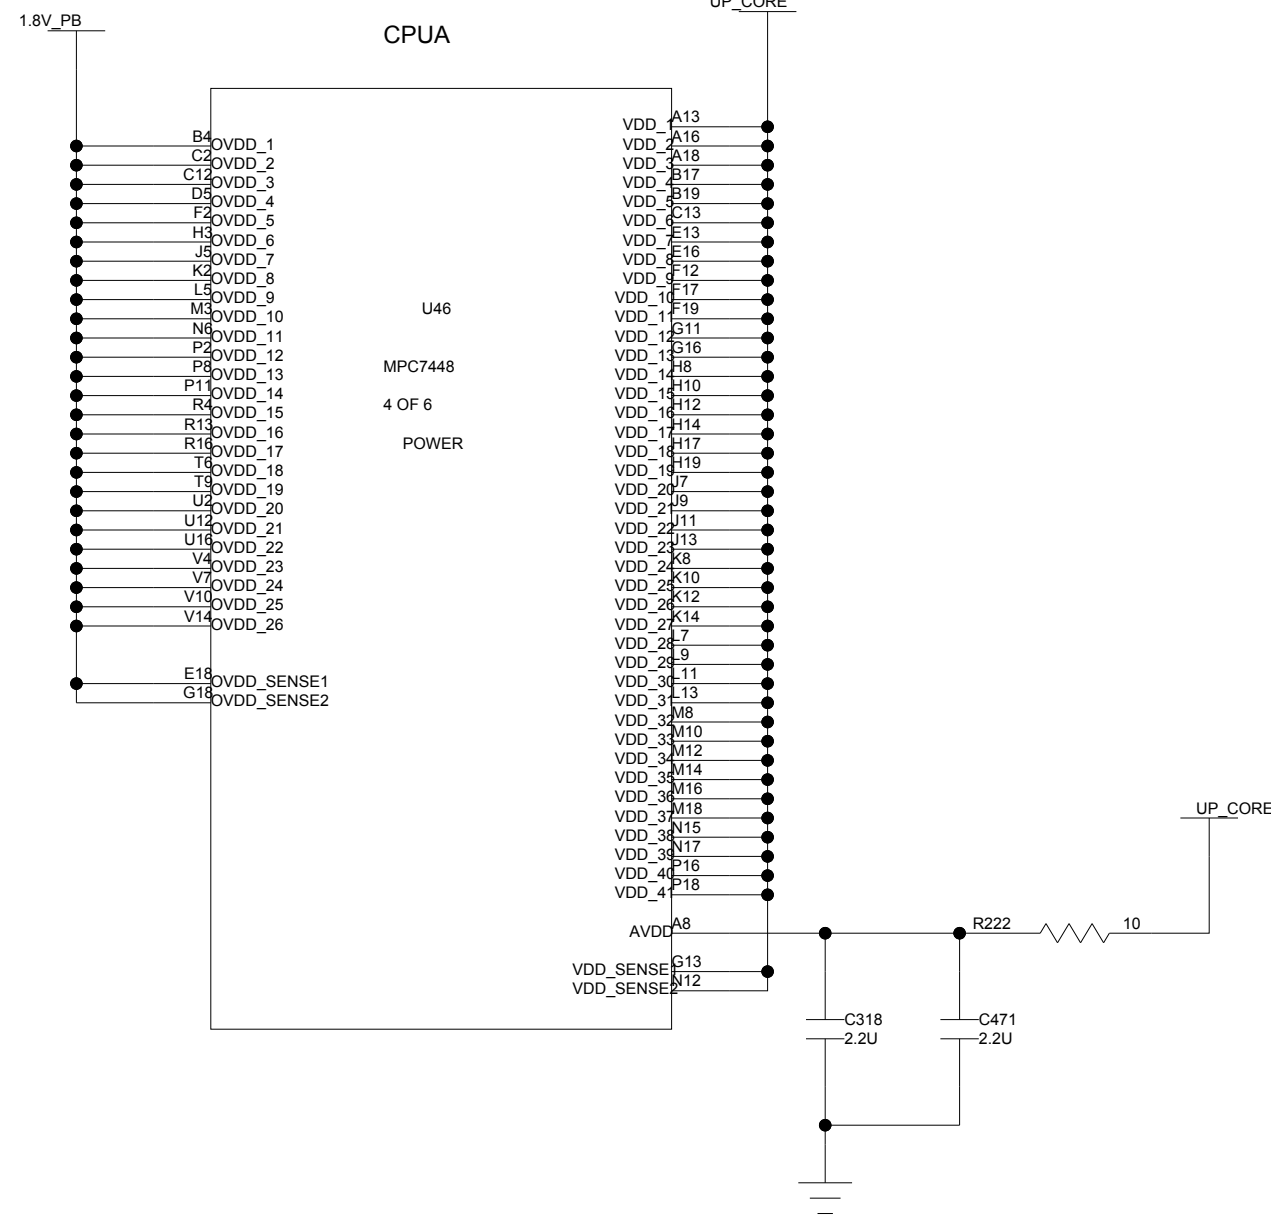 UP_CORE
1.8V_PB
CPUA
B4 OVDD_1
C2 OVDD_2
C12 OVDD_3
D5 OVDD_4
F2 OVDD_5
H3 OVDD_6
J5 OVDD_7
K2 OVDD_8
L5 OVDD_9
M3 OVDD_10
N6 OVDD_11
P2 OVDD_12
P8 OVDD_13
P11 OVDD_14
R4 OVDD_15
R13 OVDD_16
R16 OVDD_17
T6 OVDD_18
T9 OVDD_19
U2 OVDD_20
U12 OVDD_21
U16 OVDD_22
V4 OVDD_23
V7 OVDD_24
V10 OVDD_25
V14 OVDD_26
E18 OVDD_SENSE1
G18 OVDD_SENSE2
U46
MPC7448
4 OF 6
POWER
VDD_1 A13
VDD_2 A16
VDD_3 A18
VDD_4 B17
VDD_5 B19
VDD_6 C13
VDD_7 E13
VDD_8 E16
VDD_9 F12
VDD_10 F17
VDD_11 F19
VDD_12 G11
VDD_13 G16
VDD_14 H8
VDD_15 H10
VDD_16 H12
VDD_17 H14
VDD_18 H17
VDD_19 H19
VDD_20 J7
VDD_21 J9
VDD_22 J11
VDD_23 J13
VDD_24 K8
VDD_25 K10
VDD_26 K12
VDD_27 K14
VDD_28 L7
VDD_29 L9
VDD_30 L11
VDD_31 L13
VDD_32 M8
VDD_33 M10
VDD_34 M12
VDD_35 M14
VDD_36 M16
VDD_37 M18
VDD_38 N15
VDD_39 N17
VDD_40 P16
VDD_41 P18
AVDD A8
VDD_SENSE1 G13
VDD_SENSE2 N12
UP_CORE
R222 10
C318
2.2U
C471
2.2U